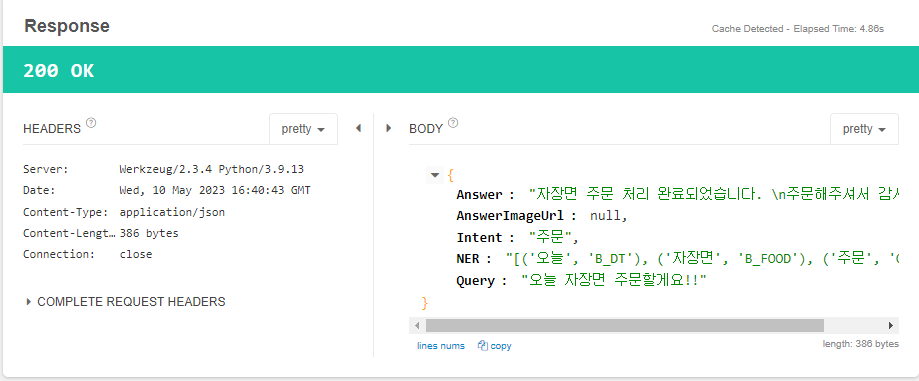 Response
Cache Detected - Elapsed Time: 4.86s
200 OK
HEADERS ?
pretty
BODY ?
pretty
Server: Werkzeug/2.3.4 Python/3.9.13
Date: Wed, 10 May 2023 16:40:43 GMT
Content-Type: application/json
Content-Lengt... 386 bytes
Connection: close
COMPLETE REQUEST HEADERS
{
Answer : "자장면 주문 처리 완료되었습니다. \n주문해주셔서 감사
AnswerImageUrl : null,
Intent : "주문",
NER : "[('오늘', 'B_DT'), ('자장면', 'B_FOOD'), ('주문', '
Query : "오늘 자장면 주문할게요!!"
}
lines nums
copy
length: 386 bytes